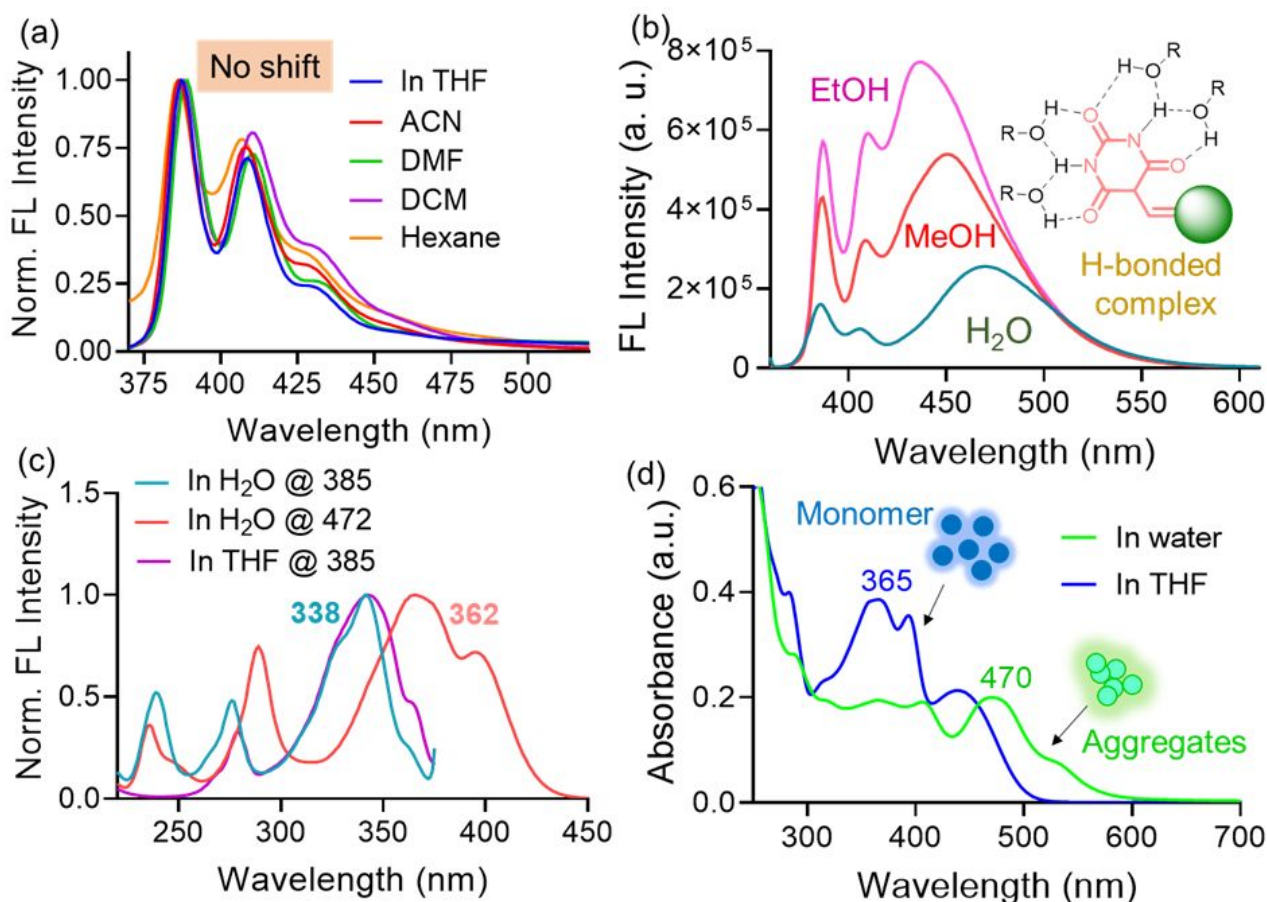 (a)
No shift
In THF
ACN
DMF
DCM
Hexane
Norm. FL Intensity
1.00
0.75
0.50
0.25
0.00
375 400 425 450 475 500
Wavelength (nm)
(b)
FL Intensity (a. u.)
8×10⁵
6×10⁵
4×10⁵
2×10⁵
0
EtOH
MeOH
H₂O
R
H O
H R
H O H O
R-O N H
H-N O
R-O
H O
H-bonded
complex
400 450 500 550 600
Wavelength (nm)
(c)
In H₂O @ 385
In H₂O @ 472
In THF @ 385
Norm. FL Intensity
1.5
1.0
0.5
0.0
338
362
250 300 350 400 450
Wavelength (nm)
(d)
Absorbance (a.u.)
0.6
0.4
0.2
0.0
Monomer
365
In water
In THF
470
Aggregates
300 400 500 600 700
Wavelength (nm)